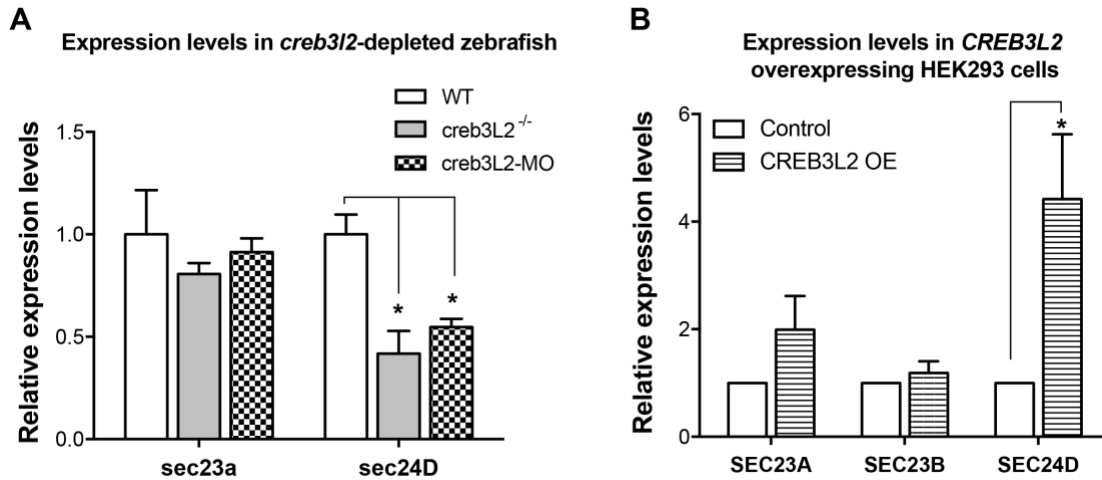 A
Expression levels in creb3l2-depleted zebrafish
WT
creb3L2 -/-
creb3L2-MO
Relative expression levels
1.5
1.0
0.5
0.0
*
*
sec23a
sec24D
B
Expression levels in CREB3L2
overexpressing HEK293 cells
Control
CREB3L2 OE
Relative expression levels
6
4
2
0
*
SEC23A
SEC23B
SEC24D